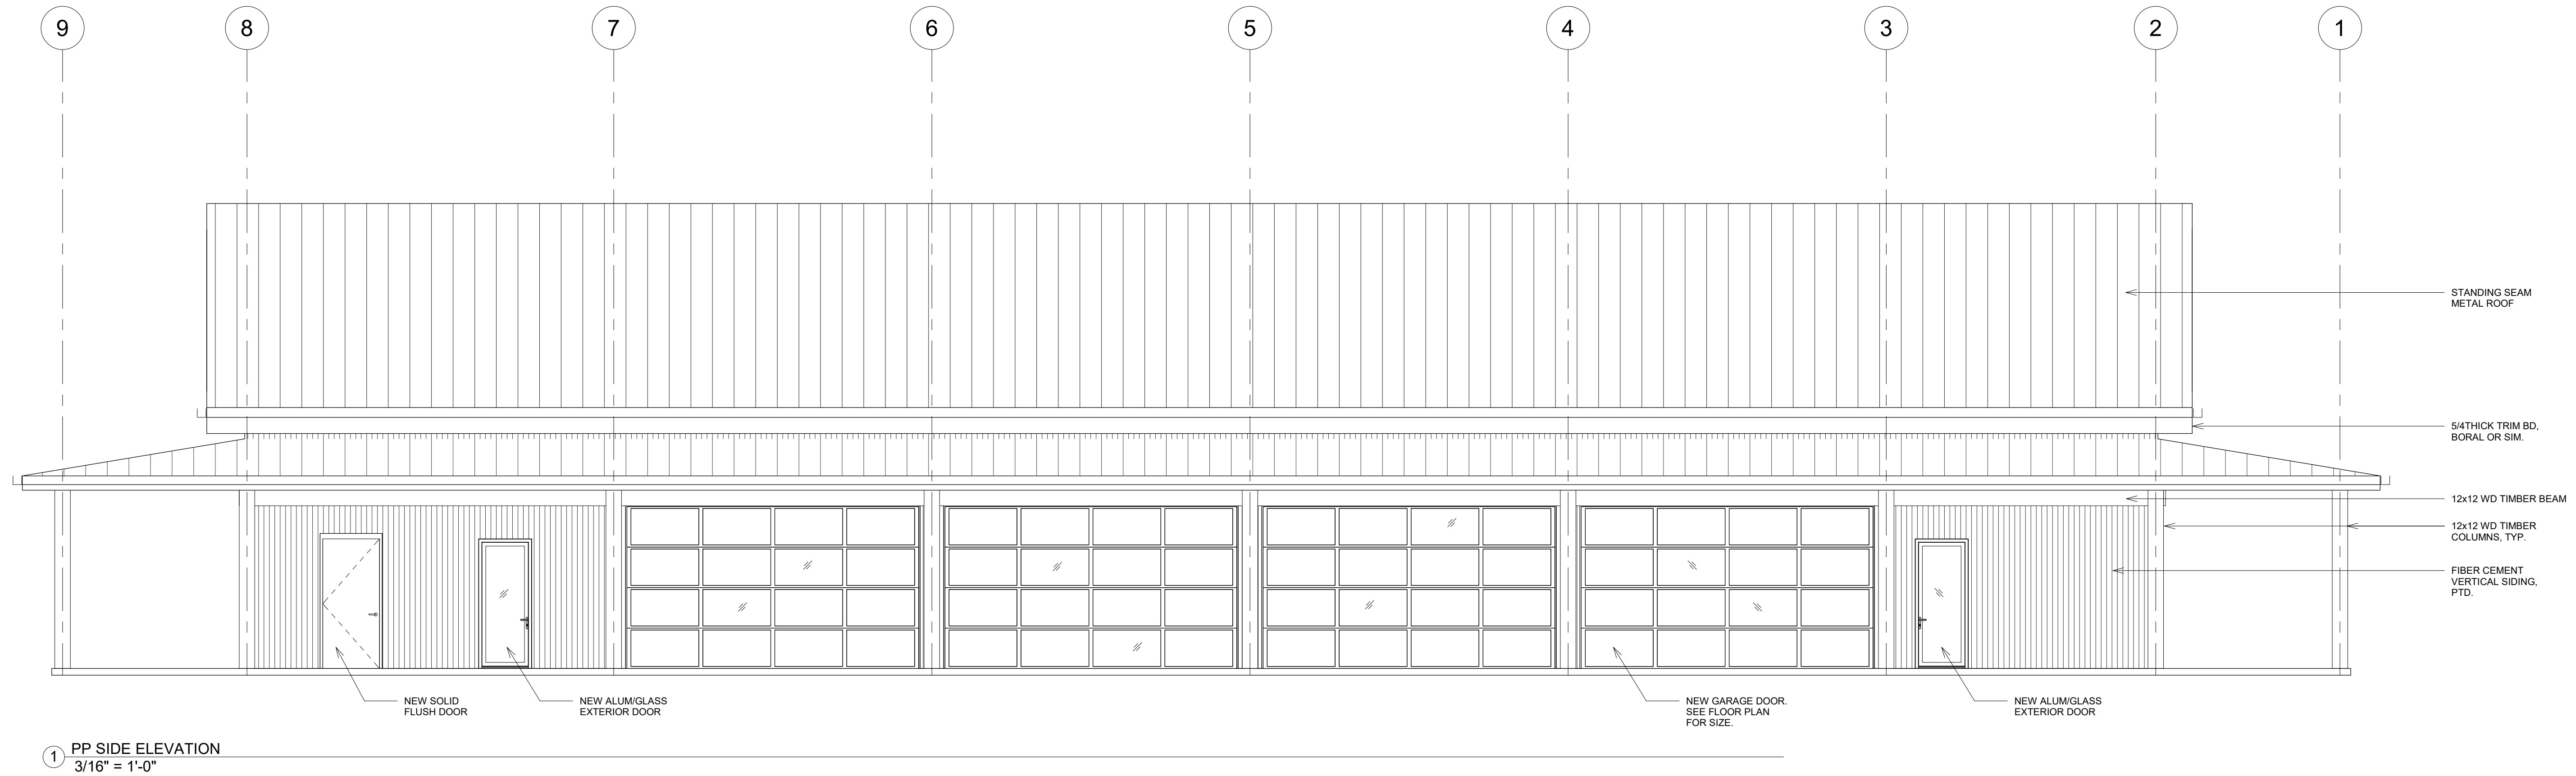 9
8
7
6
5
4
3
2
1
STANDING SEAM
METAL ROOF
5/4THICK TRIM BD,
BORAL OR SIM.
12x12 WD TIMBER BEAM
12x12 WD TIMBER
COLUMNS, TYP.
FIBER CEMENT
VERTICAL SIDING,
PTD.
NEW SOLID
FLUSH DOOR
NEW ALUM/GLASS
EXTERIOR DOOR
NEW GARAGE DOOR.
SEE FLOOR PLAN
FOR SIZE.
NEW ALUM/GLASS
EXTERIOR DOOR
1
PP SIDE ELEVATION
3/16" = 1'-0"